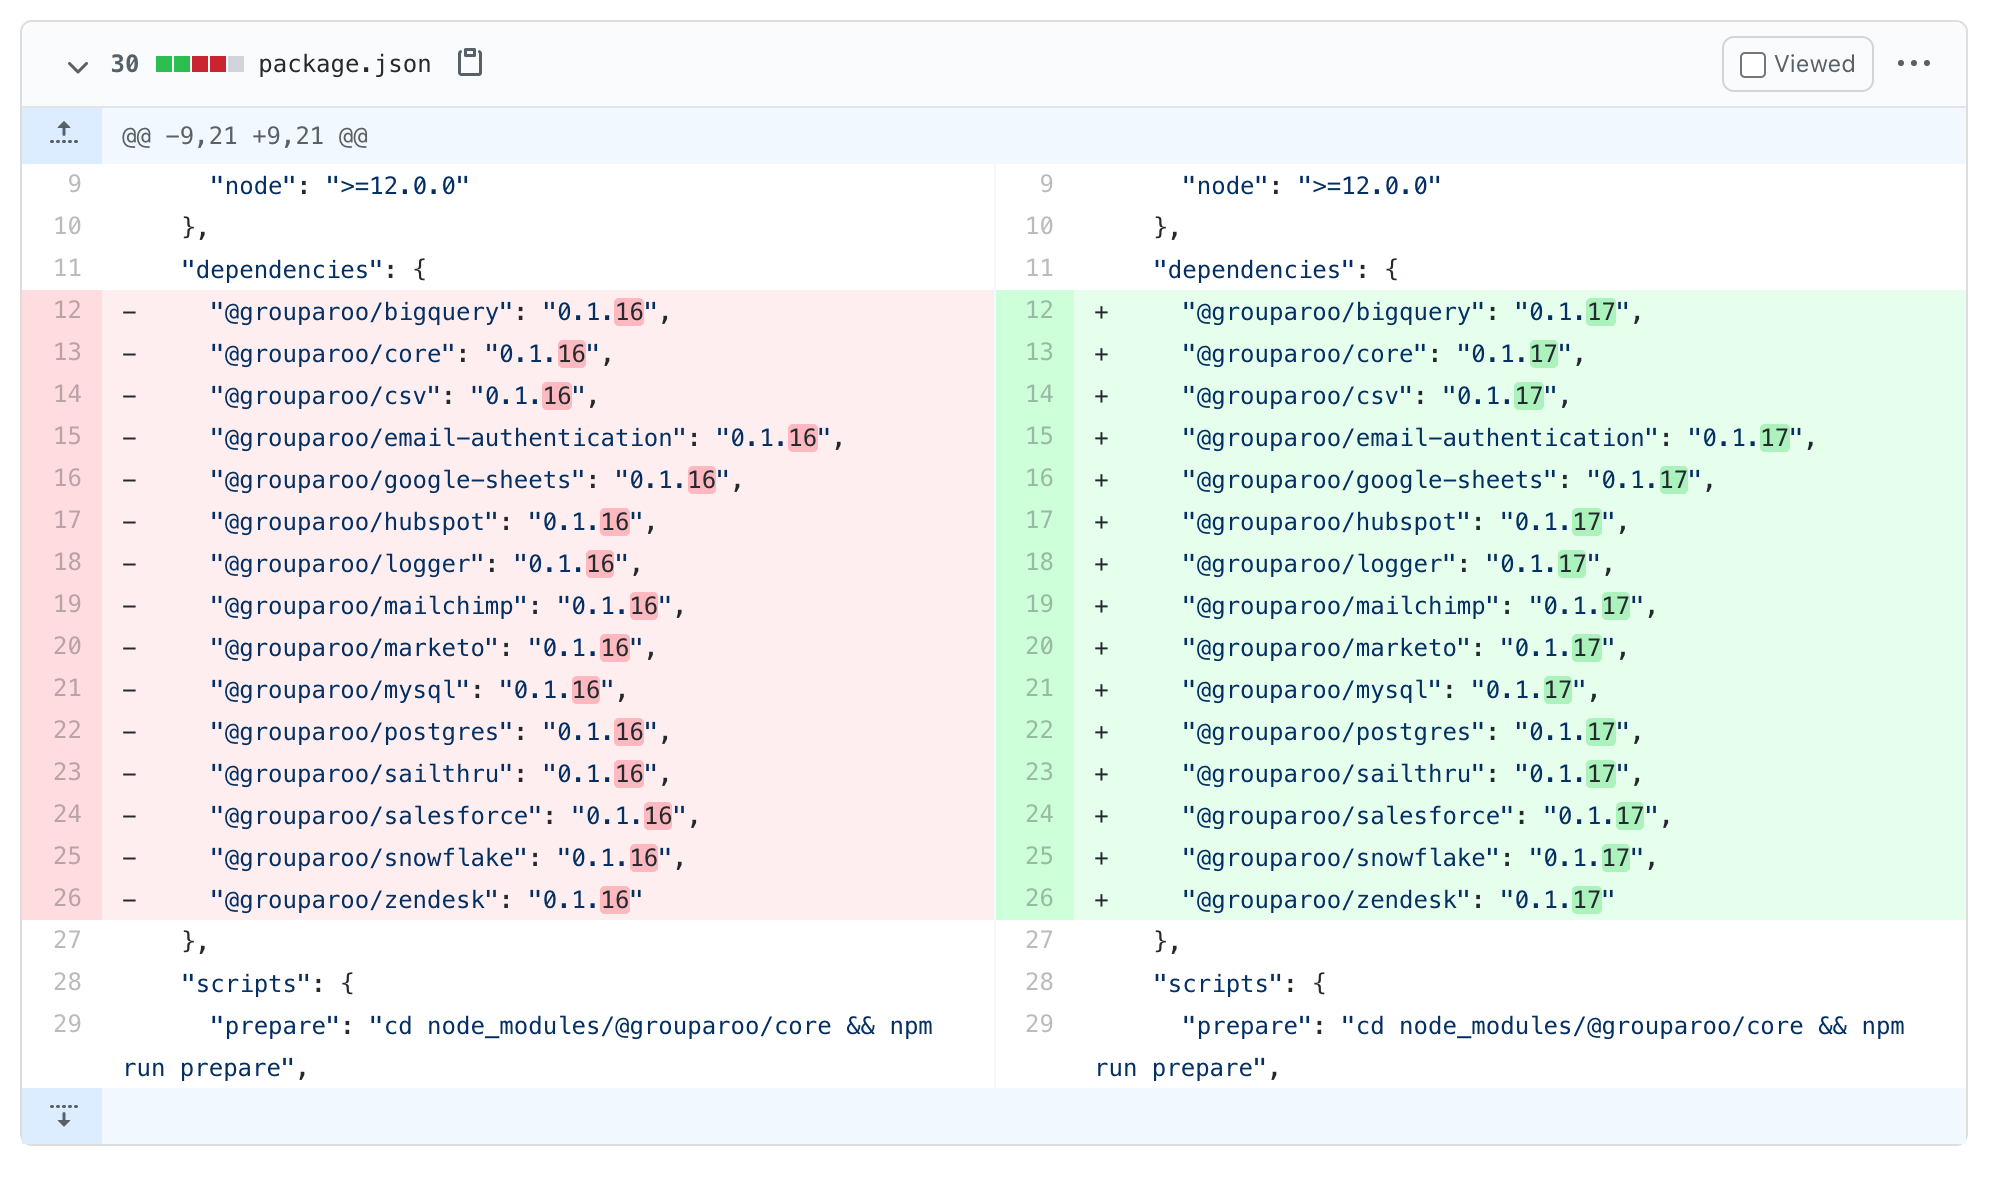 30 package.json Viewed
@@ -9,21 +9,21 @@
9 "node": ">=12.0.0"
10 },
11 "dependencies": {
12 - "@grouparoo/bigquery": "0.1.16",
13 - "@grouparoo/core": "0.1.16",
14 - "@grouparoo/csv": "0.1.16",
15 - "@grouparoo/email-authentication": "0.1.16",
16 - "@grouparoo/google-sheets": "0.1.16",
17 - "@grouparoo/hubspot": "0.1.16",
18 - "@grouparoo/logger": "0.1.16",
19 - "@grouparoo/mailchimp": "0.1.16",
20 - "@grouparoo/marketo": "0.1.16",
21 - "@grouparoo/mysql": "0.1.16",
22 - "@grouparoo/postgres": "0.1.16",
23 - "@grouparoo/sailthru": "0.1.16",
24 - "@grouparoo/salesforce": "0.1.16",
25 - "@grouparoo/snowflake": "0.1.16",
26 - "@grouparoo/zendesk": "0.1.16"
27 },
28 "scripts": {
29 "prepare": "cd node_modules/@grouparoo/core && npm
run prepare",
9 "node": ">=12.0.0"
10 },
11 "dependencies": {
12 + "@grouparoo/bigquery": "0.1.17",
13 + "@grouparoo/core": "0.1.17",
14 + "@grouparoo/csv": "0.1.17",
15 + "@grouparoo/email-authentication": "0.1.17",
16 + "@grouparoo/google-sheets": "0.1.17",
17 + "@grouparoo/hubspot": "0.1.17",
18 + "@grouparoo/logger": "0.1.17",
19 + "@grouparoo/mailchimp": "0.1.17",
20 + "@grouparoo/marketo": "0.1.17",
21 + "@grouparoo/mysql": "0.1.17",
22 + "@grouparoo/postgres": "0.1.17",
23 + "@grouparoo/sailthru": "0.1.17",
24 + "@grouparoo/salesforce": "0.1.17",
25 + "@grouparoo/snowflake": "0.1.17",
26 + "@grouparoo/zendesk": "0.1.17"
27 },
28 "scripts": {
29 "prepare": "cd node_modules/@grouparoo/core && npm
run prepare",